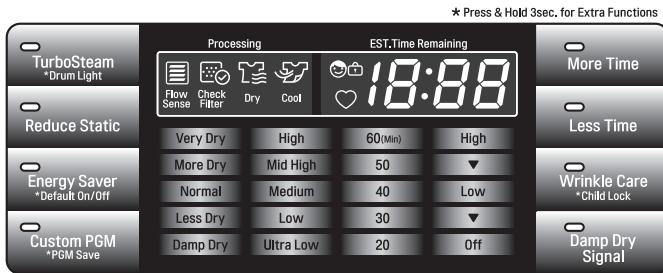 * Press & Hold 3sec. for Extra Functions
TurboSteam
*Drum Light
Reduce Static
Energy Saver
*Default On/Off
Custom PGM
*PGM Save
Processing
EST.Time Remaining
Flow Sense
Check Filter
Dry
Cool
18:88
Very Dry High 60(Min) High
More Dry Mid High 50 ▼
Normal Medium 40 Low
Less Dry Low 30 ▼
Damp Dry Ultra Low 20 Off
More Time
Less Time
Wrinkle Care
*Child Lock
Damp Dry
Signal